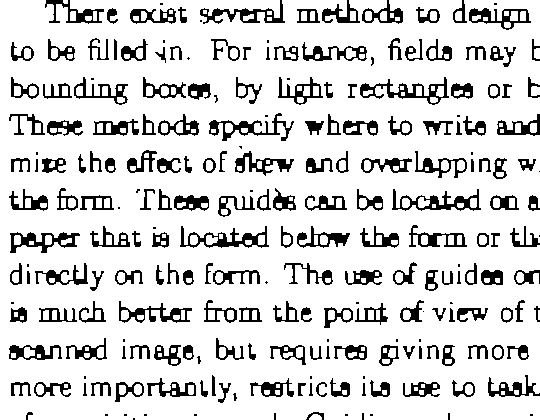 There exist several methods to design
to be filled in. For instance, fields may
bounding boxes, by light rectangles or
These methods specify where to write and
mize the effect of skew and overlapping
the form. These guides can be located on a
paper that is located below the form or
directly on the form. The use of guides on
is much better from the point of view of
scanned image, but requires giving more
more importantly, restricts its use to